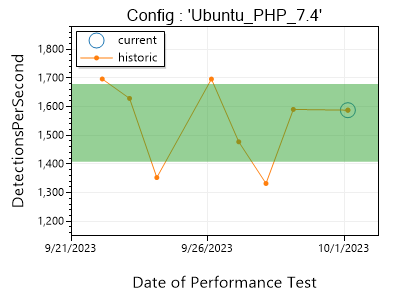 Config : 'Ubuntu_PHP_7.4'
current
historic
DetectionsPerSecond
1,800
1,700
1,600
1,500
1,400
1,300
1,200
9/21/2023 9/26/2023 10/1/2023
Date of Performance Test